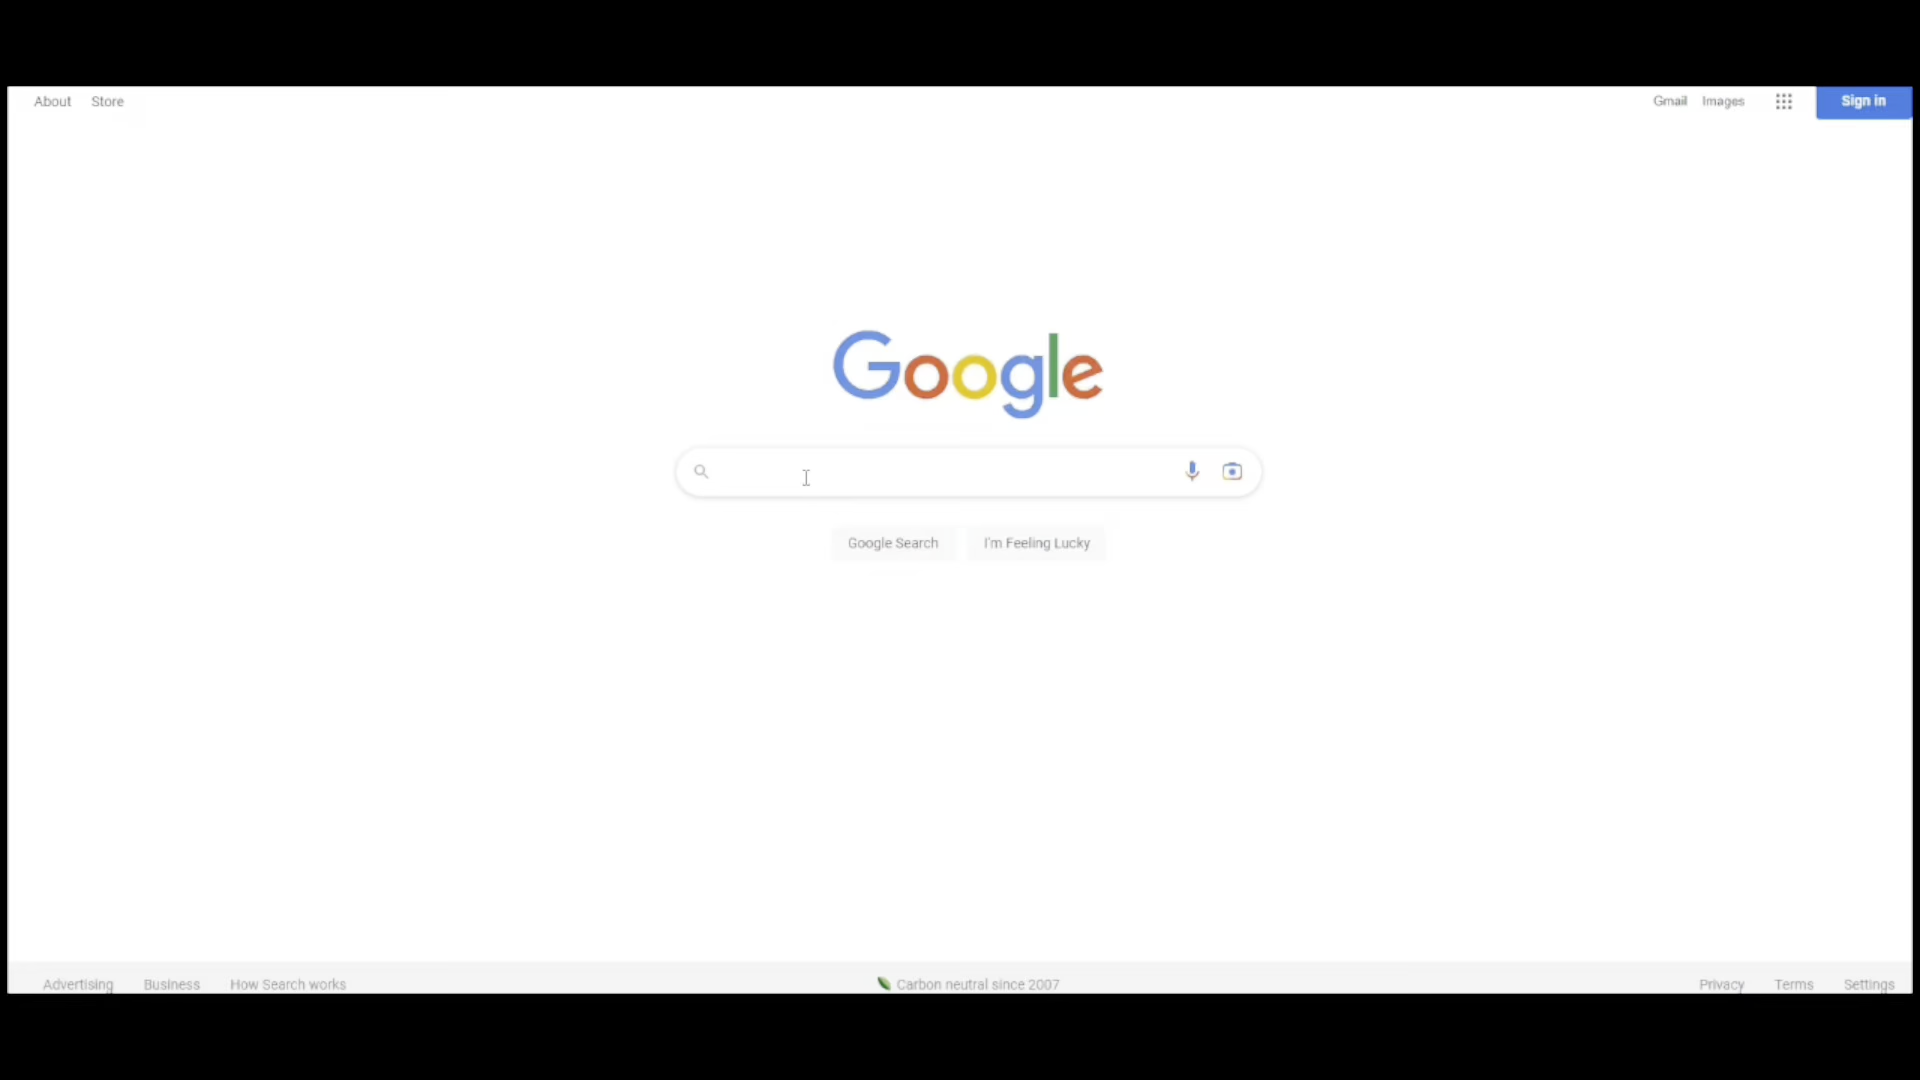 About Store
Gmail Images Sign in
Google
Google Search I'm Feeling Lucky
Advertising Business How Search works
Carbon neutral since 2007
Privacy Terms Settings